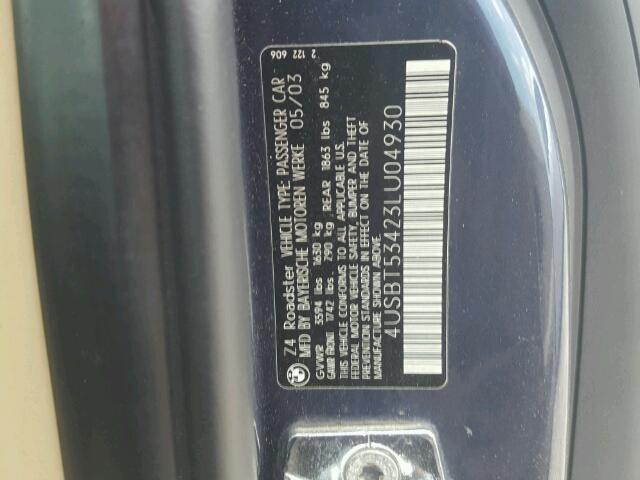 2 122 606
Z4 Roadster VEHICLE TYPE: PASSENGER CAR
MFD BY BAYERISCHE MOTOREN WERKE 05/03
GVWR 3594 lbs 1630 kg
GAWR FRONT 1742 lbs 790 kg REAR 1863 lbs 845 kg
THIS VEHICLE CONFORMS TO ALL APPLICABLE U.S.
FEDERAL MOTOR VEHICLE SAFETY, BUMPER AND THEFT
PREVENTION STANDARDS IN EFFECT ON THE DATE OF
MANUFACTURE SHOWN ABOVE.
4USBT53423LU04930